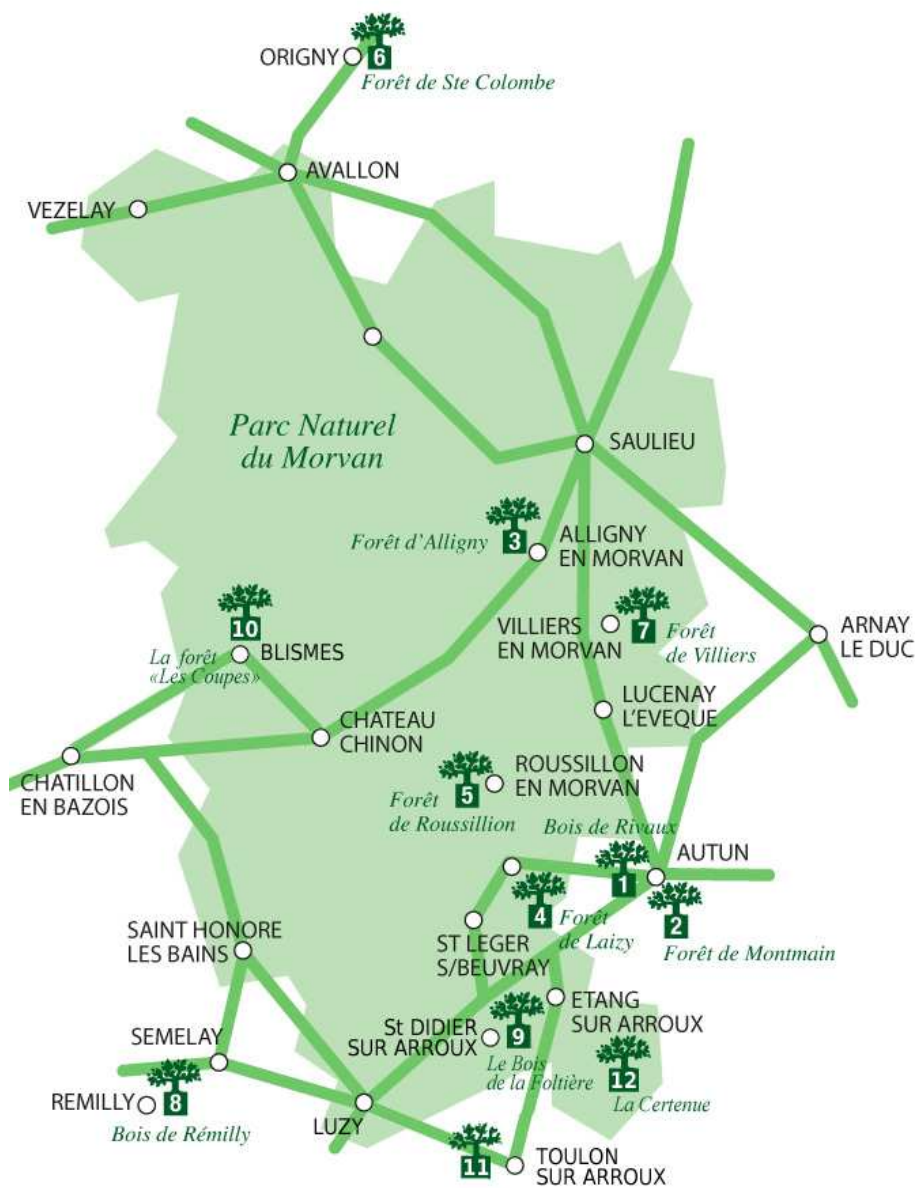 ORIGNY
6
Forêt de Ste Colombe
AVALLON
VEZELAY
Parc Naturel
du Morvan
SAULIEU
Forêt d'Alligny
3
ALLIGNY
EN MORVAN
10
La forêt
«Les Coupes»
BLISMES
VILLIERS
EN MORVAN
7
Forêt
de Villiers
ARNAY
LE DUC
LUCENAY
L'EVEQUE
CHATEAU
CHINON
CHATILLON
EN BAZOIS
5
Forêt
de Roussillion
ROUSSILLON
EN MORVAN
Bois de Rivaux
1
AUTUN
4
Forêt
de Laizy
2
Forêt de Montmain
ST LEGER
S/BEUVRAY
SAINT HONORE
LES BAINS
ETANG
SUR ARROUX
St DIDIER
SUR ARROUX
9
Le Bois
de la Foltière
12
La Certenue
SEMELAY
REMILLY
8
Bois de Rémilly
LUZY
11
TOULON
SUR ARROUX